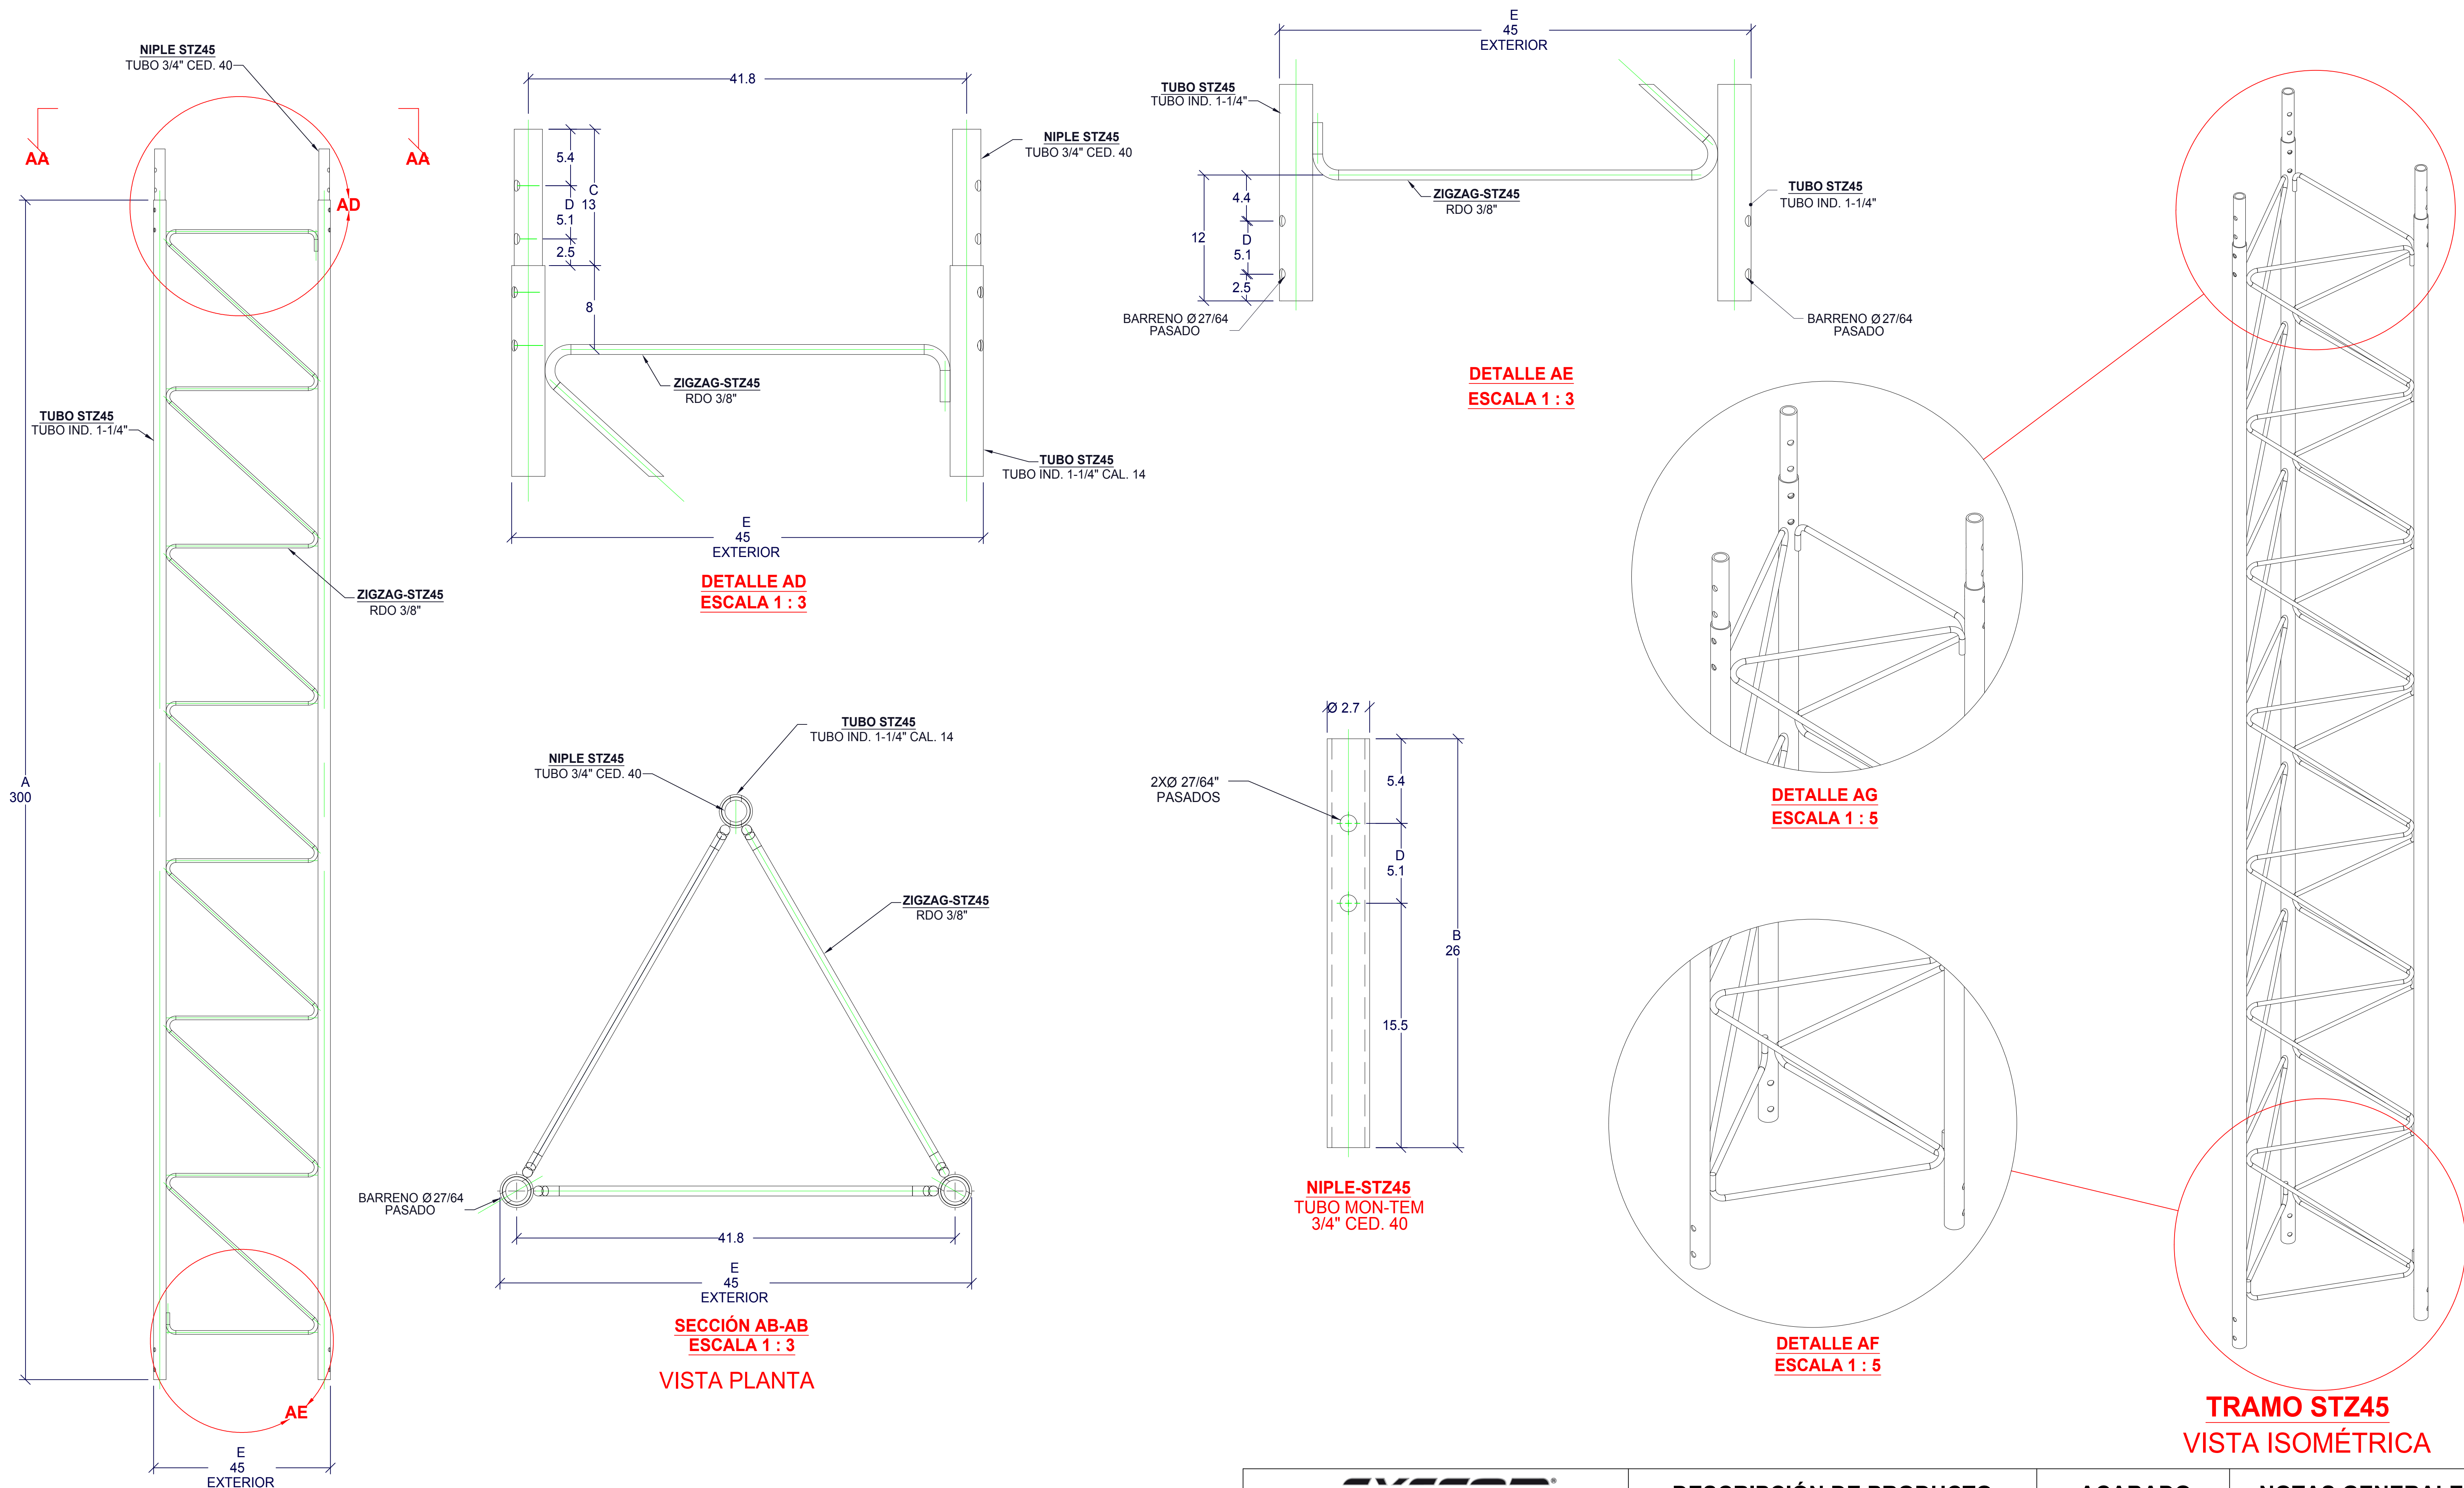 NIPLE STZ45
TUBO 3/4" CED. 40
AA
AA
AD
TUBO STZ45
TUBO IND. 1-1/4"
ZIGZAG-STZ45
RDO 3/8"
A
300
AE
E
45
EXTERIOR
41.8
NIPLE STZ45
TUBO 3/4" CED. 40
5.4
C
13
D
5.1
2.5
8
ZIGZAG-STZ45
RDO 3/8"
TUBO STZ45
TUBO IND. 1-1/4" CAL. 14
E
45
EXTERIOR
DETALLE AD
ESCALA 1 : 3
E
45
EXTERIOR
TUBO STZ45
TUBO IND. 1-1/4"
ZIGZAG-STZ45
RDO 3/8"
TUBO STZ45
TUBO IND. 1-1/4"
12
4.4
D
5.1
2.5
BARRENO Ø27/64
PASADO
BARRENO Ø27/64
PASADO
DETALLE AE
ESCALA 1 : 3
TUBO STZ45
TUBO IND. 1-1/4" CAL. 14
NIPLE STZ45
TUBO 3/4" CED. 40
ZIGZAG-STZ45
RDO 3/8"
BARRENO Ø27/64
PASADO
41.8
E
45
EXTERIOR
SECCIÓN AB-AB
ESCALA 1 : 3
VISTA PLANTA
Ø 2.7
2XØ 27/64"
PASADOS
5.4
D
5.1
B
26
15.5
NIPLE-STZ45
TUBO MON-TEM
3/4" CED. 40
DETALLE AG
ESCALA 1 : 5
DETALLE AF
ESCALA 1 : 5
TRAMO STZ45
VISTA ISOMÉTRICA
DESCRIPCIÓN DE PRODUCTO
ACABADO